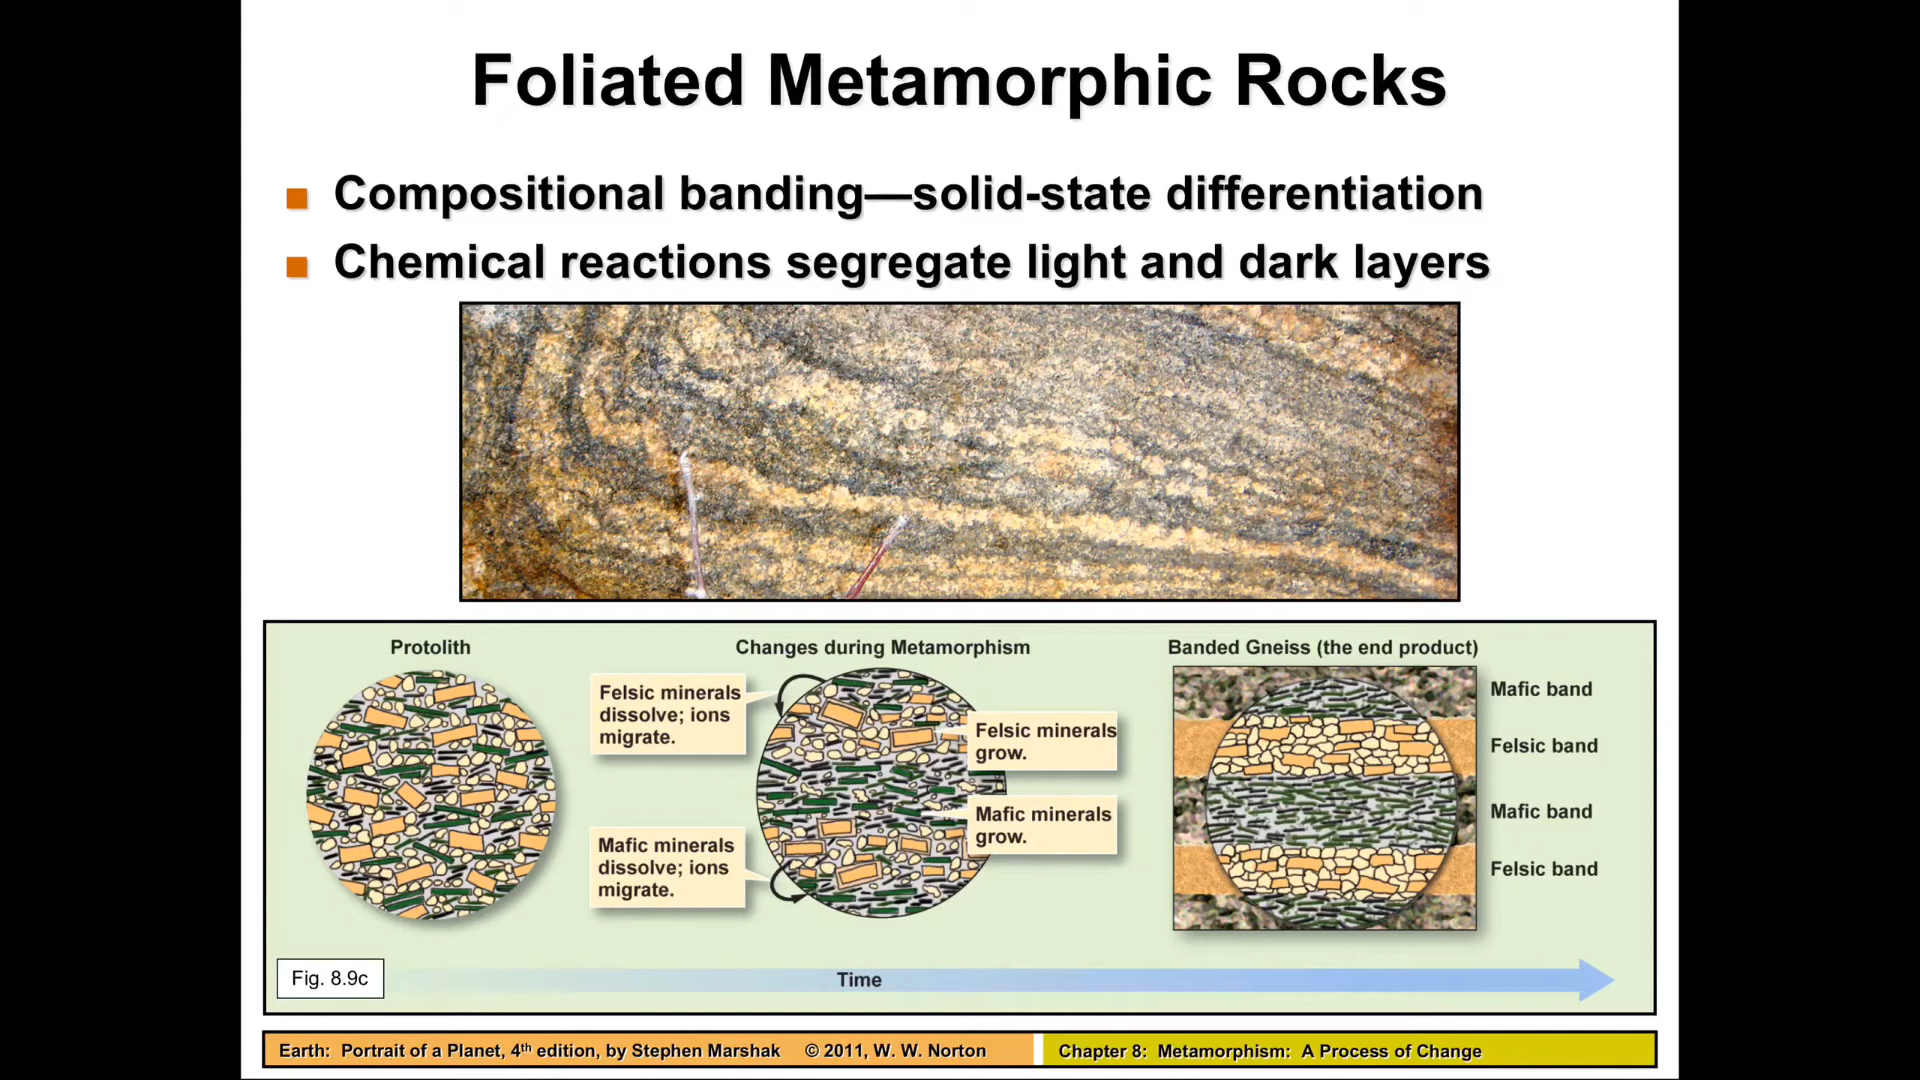 Foliated Metamorphic Rocks
Compositional banding—solid-state differentiation
Chemical reactions segregate light and dark layers
Protolith
Changes during Metamorphism
Banded Gneiss (the end product)
Felsic minerals
dissolve; ions
migrate.
Felsic minerals
grow.
Mafic minerals
grow.
Mafic minerals
dissolve; ions
migrate.
Mafic band
Felsic band
Mafic band
Felsic band
Fig. 8.9c
Time
Earth: Portrait of a Planet, 4th edition, by Stephen Marshak © 2011, W. W. Norton
Chapter 8: Metamorphism: A Process of Change